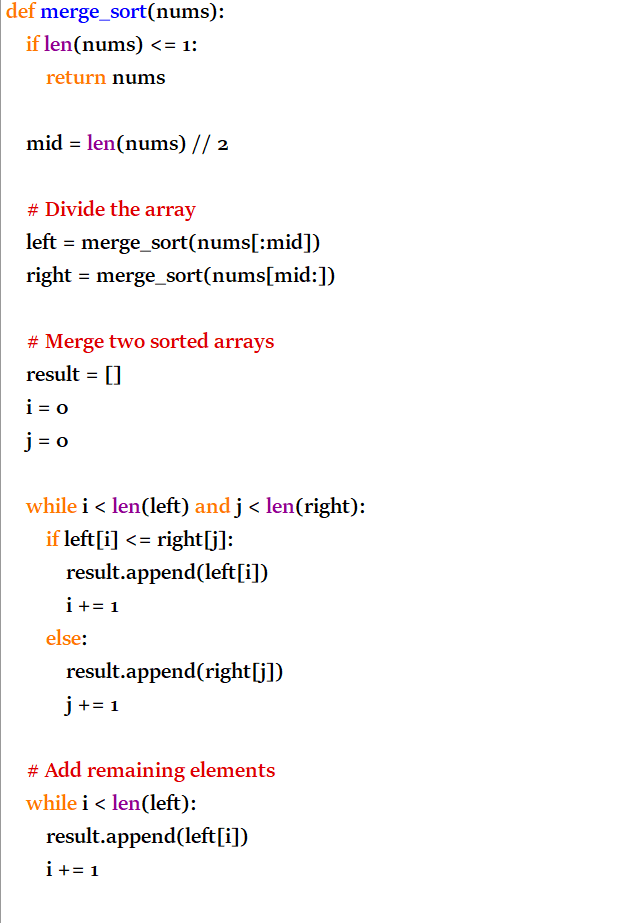 def merge_sort(nums):
    if len(nums) <= 1:
        return nums

    mid = len(nums) // 2

    # Divide the array
    left = merge_sort(nums[:mid])
    right = merge_sort(nums[mid:])

    # Merge two sorted arrays
    result = []
    i = 0
    j = 0

    while i < len(left) and j < len(right):
        if left[i] <= right[j]:
            result.append(left[i])
            i += 1
        else:
            result.append(right[j])
            j += 1

    # Add remaining elements
    while i < len(left):
        result.append(left[i])
        i += 1